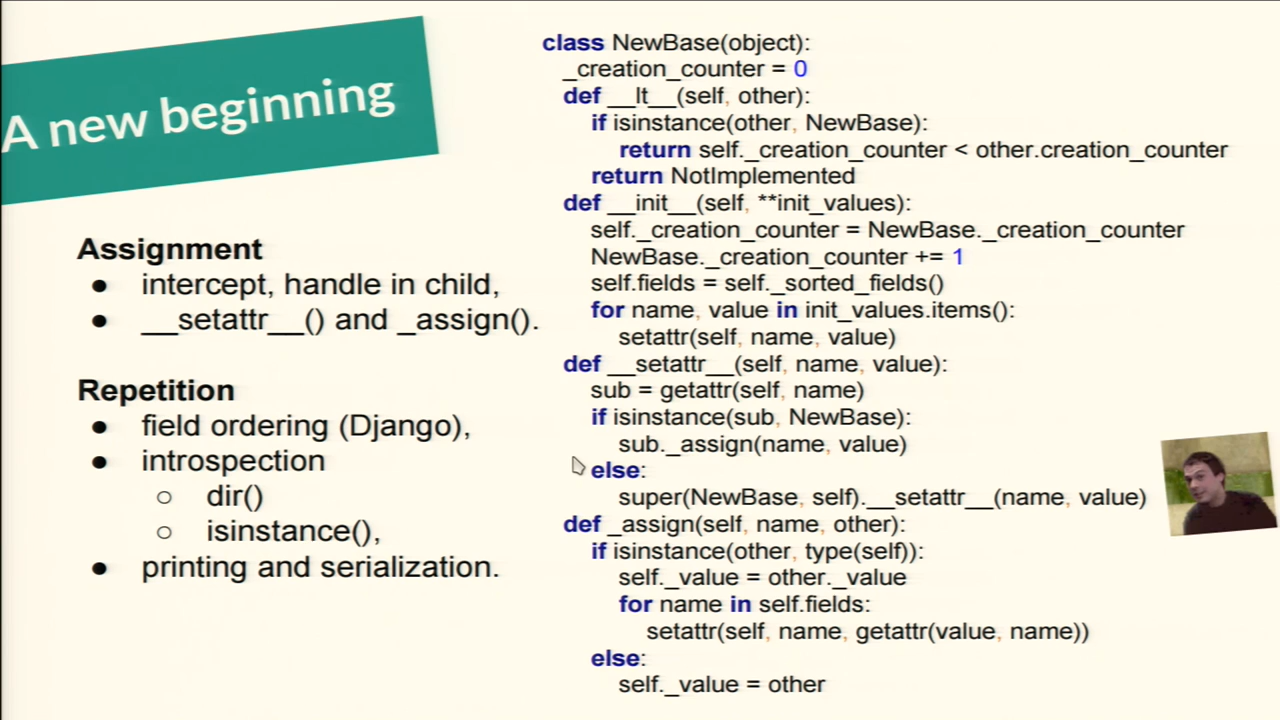 A new beginning
Assignment
● intercept, handle in child,
● __setattr__() and _assign().
Repetition
● field ordering (Django),
● introspection
○ dir()
○ isinstance(),
● printing and serialization.
class NewBase(object):
_creation_counter = 0
def __lt__(self, other):
if isinstance(other, NewBase):
return self._creation_counter < other.creation_counter
return NotImplemented
def __init__(self, **init_values):
self._creation_counter = NewBase._creation_counter
NewBase._creation_counter += 1
self.fields = self._sorted_fields()
for name, value in init_values.items():
setattr(self, name, value)
def __setattr__(self, name, value):
sub = getattr(self, name)
if isinstance(sub, NewBase):
sub._assign(name, value)
else:
super(NewBase, self).__setattr__(name, value)
def _assign(self, name, other):
if isinstance(other, type(self)):
self._value = other._value
for name in self.fields:
setattr(self, name, getattr(value, name))
else:
self._value = other